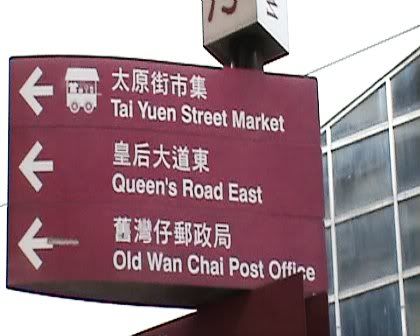 太原街市集
Tai Yuen Street Market
皇后大道東
Queen's Road East
舊灣仔郵政局
Old Wan Chai Post Office